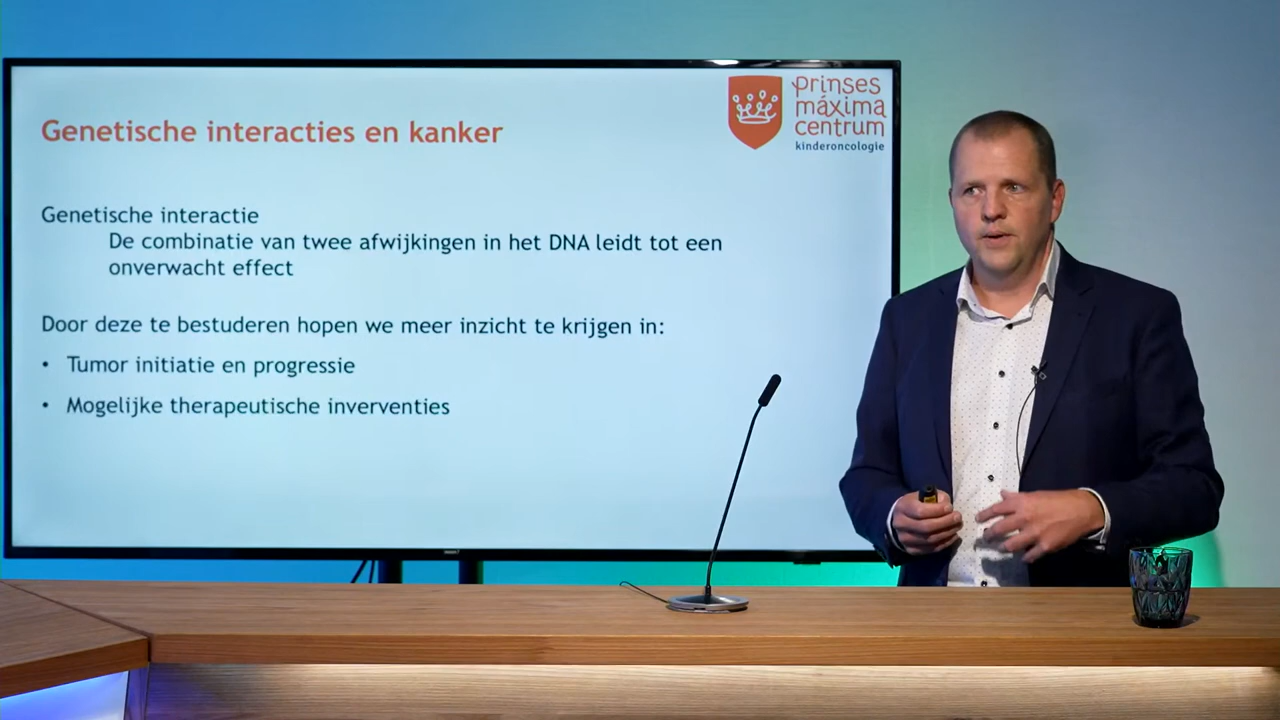 prinses
máxima
centrum
kinderoncologie
Genetische interacties en kanker
Genetische interactie
De combinatie van twee afwijkingen in het DNA leidt tot een
onverwacht effect
Door deze te bestuderen hopen we meer inzicht te krijgen in:
• Tumor initiatie en progressie
• Mogelijke therapeutische inverventies